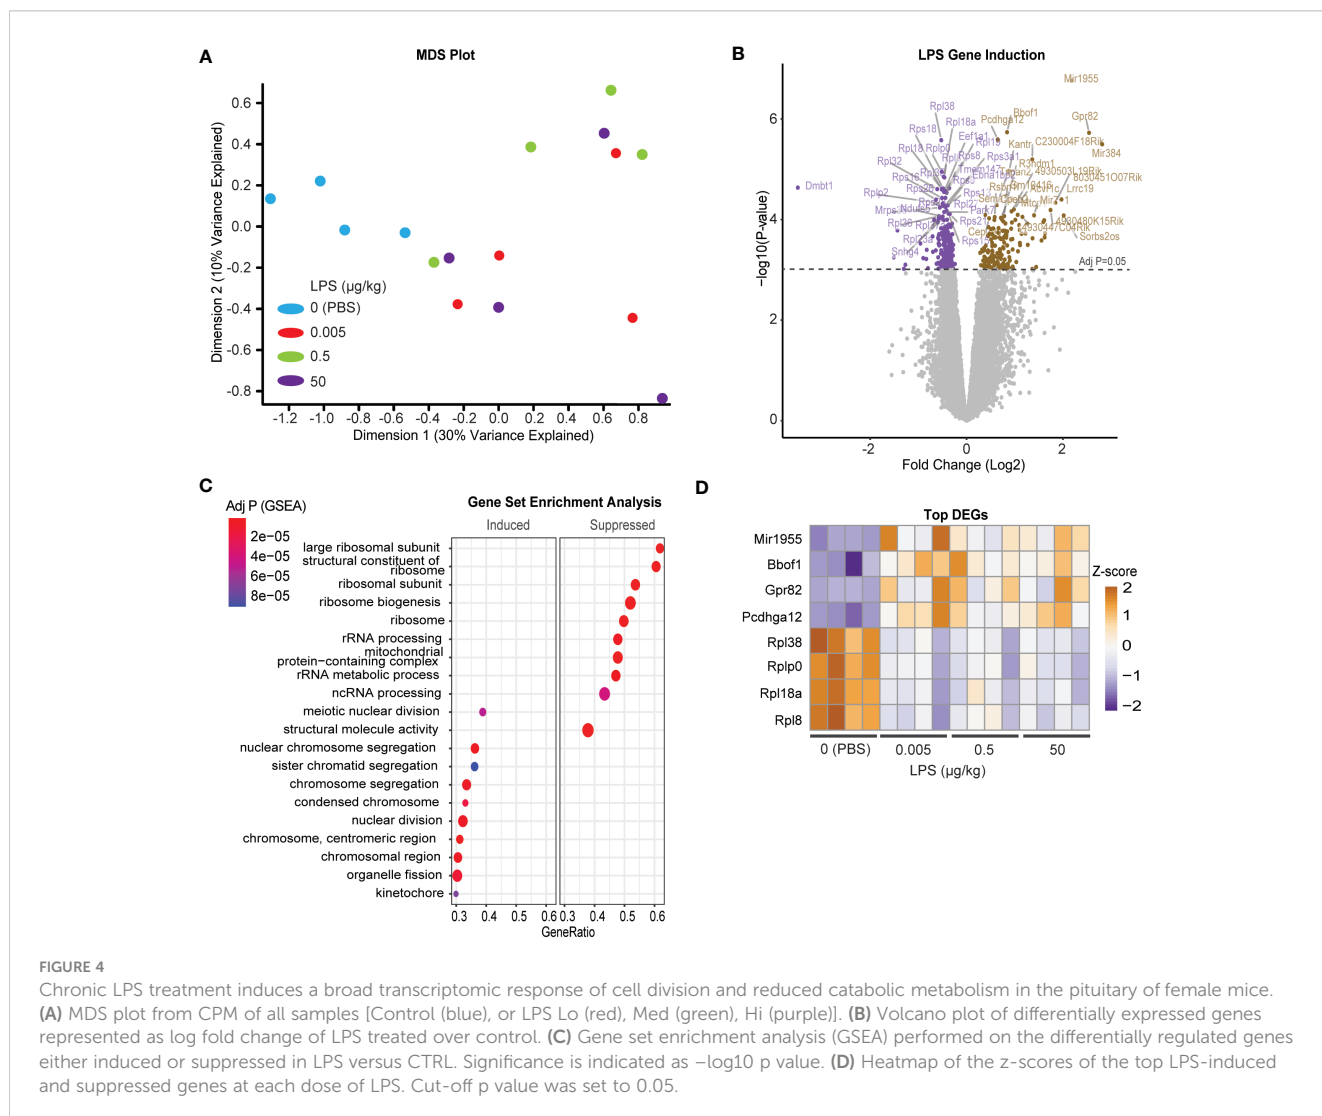 A
MDS Plot
0.6
0.4
0.2
0.0
-0.2
-0.4
-0.6
-0.8
Dimension 2 (10% Variance Explained)
LPS (µg/kg)
0 (PBS)
0.005
0.5
50
-1.2 -1.0 -0.8 -0.6 -0.4 -0.2 0.0 0.2 0.4 0.6 0.8
Dimension 1 (30% Variance Explained)
B
LPS Gene Induction
−log10(P-value)
6
4
2
0
Mir1955
Rpl38
Bbof1
Gpr82
Pcdhga12
Rpl18a
Rps18
Eef1a1
Rpl19
Kantr
C230004F18Rik
Rpl18
Rplp0
Mir384
Rpl32
Rps8
Rps3a1
R3hdm1
Tmem147
4930503L19Rik
8030451O07Rik
Dmbt1
Lrrc19
Rplp2
Rpl36
Park7
Rps21
4930480K15Rik
4930447C04Rik
Rpl23a
Sorbs2os
Snhg4
Adj P=0.05
-2 0 2
Fold Change (Log2)
C
Adj P (GSEA)
2e−05
4e−05
6e−05
8e−05
Gene Set Enrichment Analysis
Induced Suppressed
large ribosomal subunit
structural constituent of
ribosome
ribosomal subunit
ribosome biogenesis
ribosome
rRNA processing
mitochondrial
protein−containing complex
rRNA metabolic process
ncRNA processing
meiotic nuclear division
structural molecule activity
nuclear chromosome segregation
sister chromatid segregation
chromosome segregation
condensed chromosome
nuclear division
chromosome, centromeric region
chromosomal region
organelle fission
kinetochore
0.3 0.4 0.5 0.6 0.3 0.4 0.5 0.6
GeneRatio
D
Top DEGs
Mir1955
Bbof1
Gpr82
Pcdhga12
Rpl38
Rplp0
Rpl18a
Rpl8
0 (PBS) 0.005 0.5 50
LPS (µg/kg)
Z-score
2
1
0
−1
−2
FIGURE 4
Chronic LPS treatment induces a broad transcriptomic response of cell division and reduced catabolic metabolism in the pituitary of female mice.
(A) MDS plot from CPM of all samples [Control (blue), or LPS Lo (red), Med (green), Hi (purple)]. (B) Volcano plot of differentially expressed genes
represented as log fold change of LPS treated over control. (C) Gene set enrichment analysis (GSEA) performed on the differentially regulated genes
either induced or suppressed in LPS versus CTRL. Significance is indicated as −log10 p value. (D) Heatmap of the z-scores of the top LPS-induced
and suppressed genes at each dose of LPS. Cut-off p value was set to 0.05.